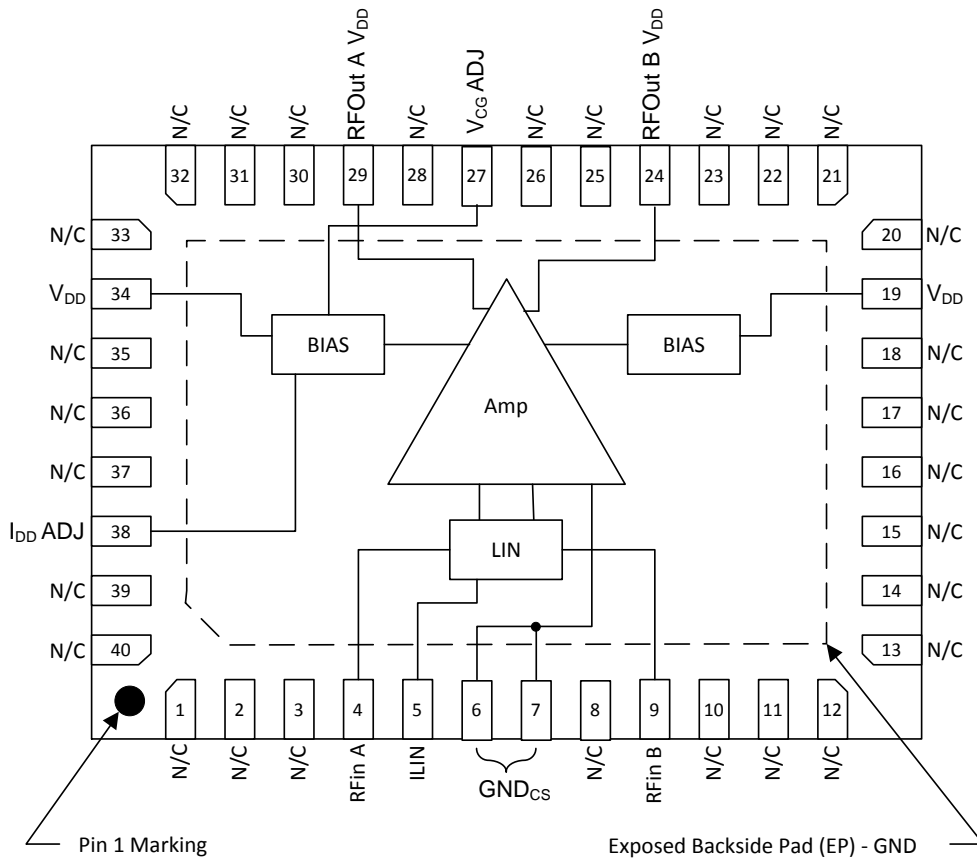 N/C
N/C
N/C
RFOut A VDD
N/C
VCG ADJ
N/C
N/C
RFOut B VDD
N/C
N/C
N/C
32
31
30
29
28
27
26
25
24
23
22
21
N/C 33
20 N/C
VDD 34
19 VDD
BIAS
BIAS
N/C 35
18 N/C
N/C 36
Amp
17 N/C
N/C 37
16 N/C
IDD ADJ 38
15 N/C
LIN
N/C 39
14 N/C
N/C 40
13 N/C
1
2
3
4
5
6
7
8
9
10
11
12
N/C
N/C
N/C
RFin A
ILIN
GNDCS
N/C
RFin B
N/C
N/C
N/C
Pin 1 Marking
Exposed Backside Pad (EP) - GND